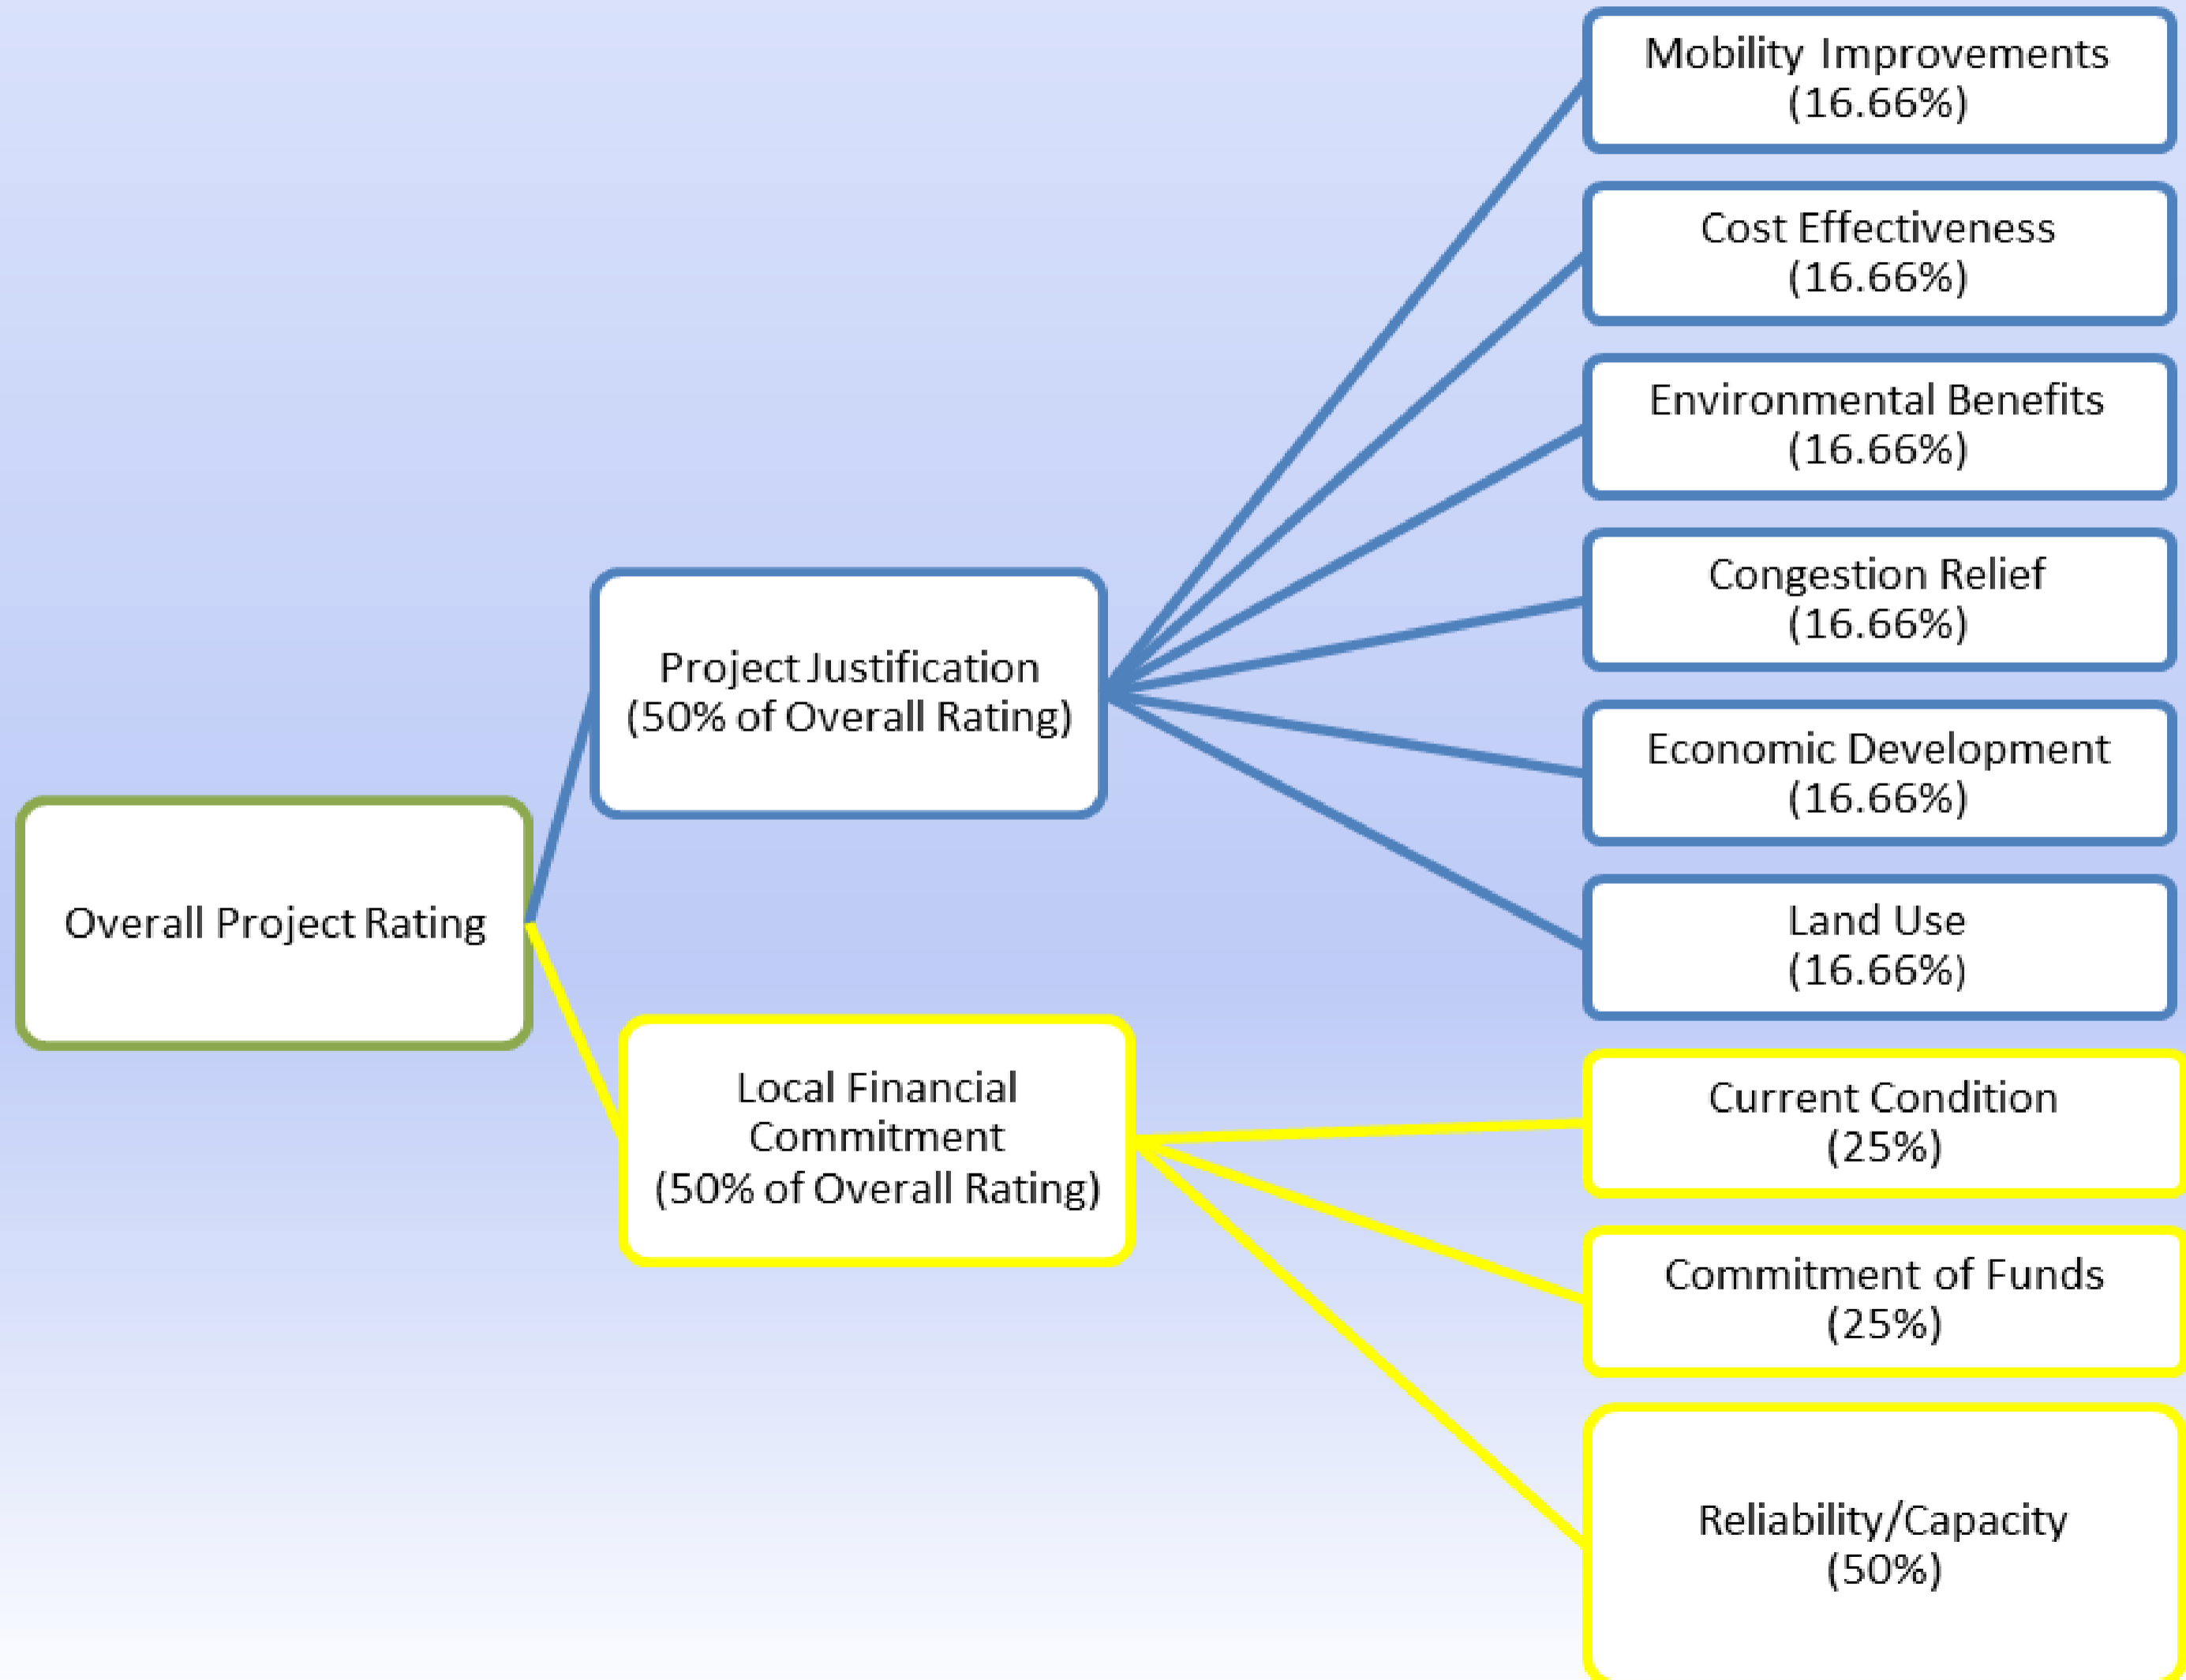 Overall Project Rating
Project Justification
(50% of Overall Rating)
Local Financial
Commitment
(50% of Overall Rating)
Mobility Improvements
(16.66%)
Cost Effectiveness
(16.66%)
Environmental Benefits
(16.66%)
Congestion Relief
(16.66%)
Economic Development
(16.66%)
Land Use
(16.66%)
Current Condition
(25%)
Commitment of Funds
(25%)
Reliability/Capacity
(50%)